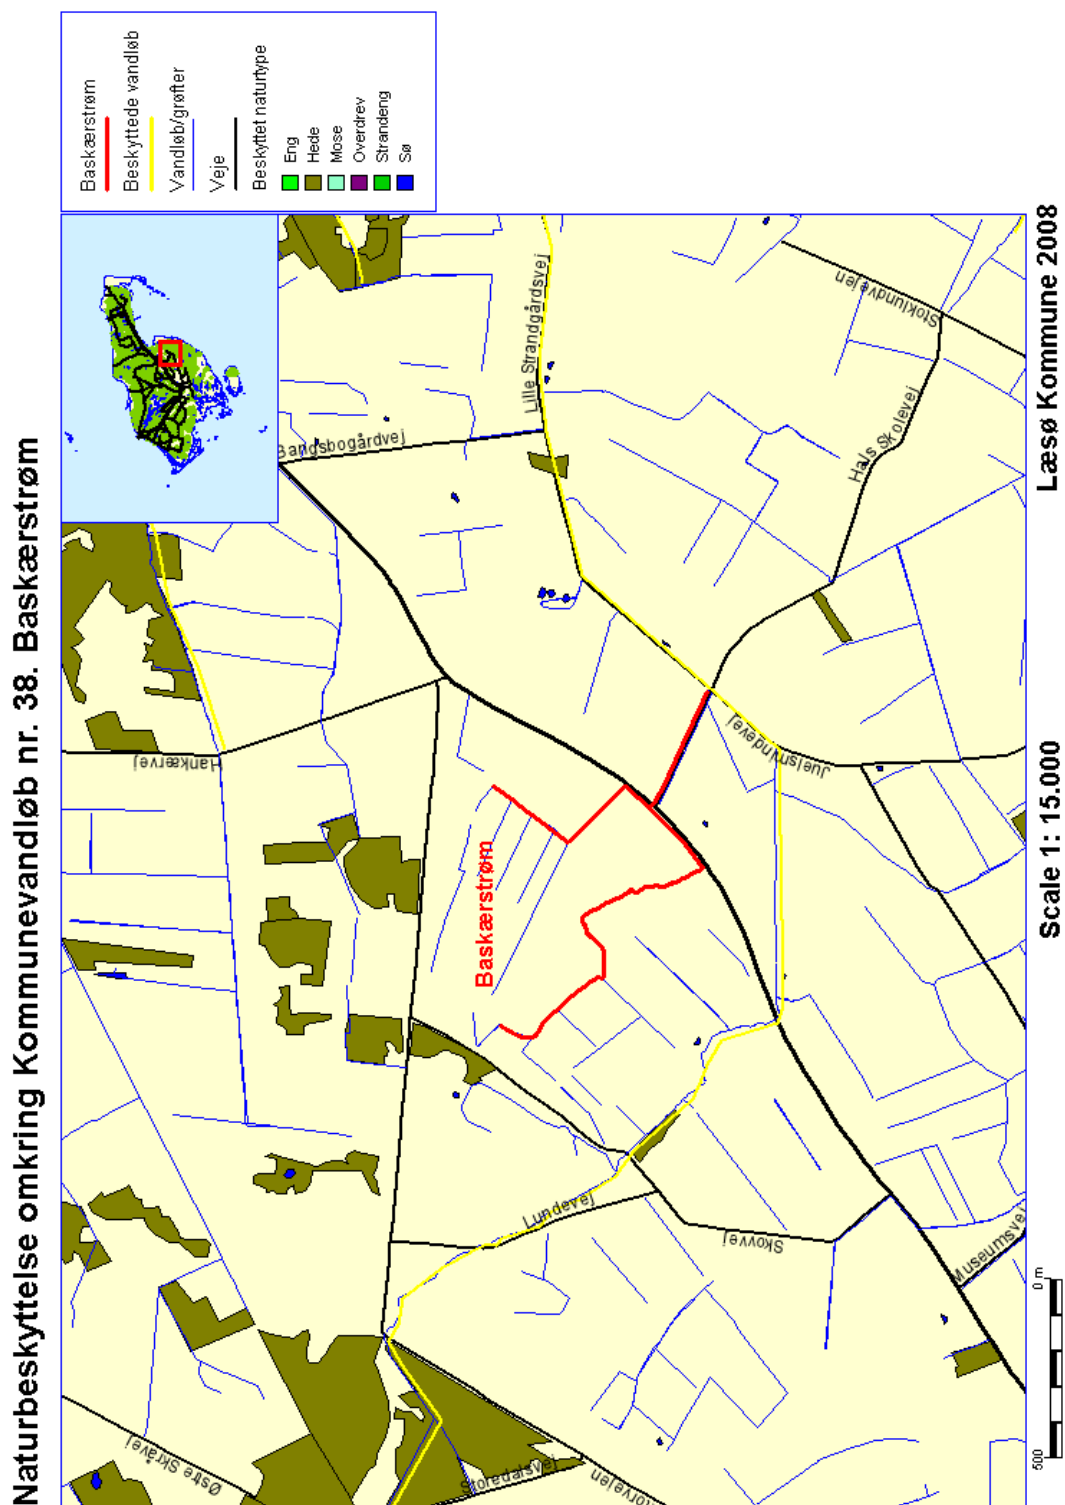 Naturbeskyttelse omkring Kommunevandløb nr. 38. Baskærstrøm
Baskærstrøm
Beskyttede vandløb
Vandløb/grøfter
Veje
Beskyttet naturtype
Eng
Hede
Mose
Overdrev
Strandeng
Sø
Østre Skråvej
Hankærvej
Bangsbogårdvej
Lille Strandgårdsvej
Baskærstrøm
Lundevej
Storedalsvej
Skovvej
Juelsmindevej
Hals Skolevej
Stoklundvejen
Museumsvej
500
0 m
Scale 1: 15.000
Læsø Kommune 2008